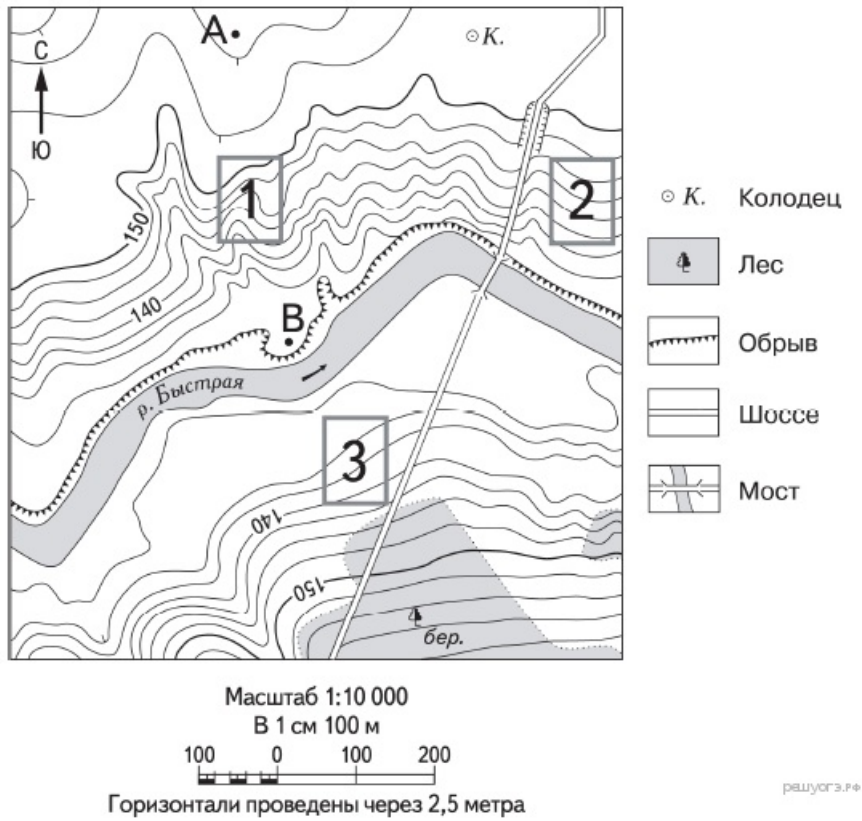 А
К.
С
Ю
1
2
150
140
В
р. Быстрая
3
140
150
бер.
К. Колодец
Лес
Обрыв
Шоссе
Мост
Масштаб 1:10 000
В 1 см 100 м
100 0 100 200
Горизонтали проведены через 2,5 метра
решуогэ.рф